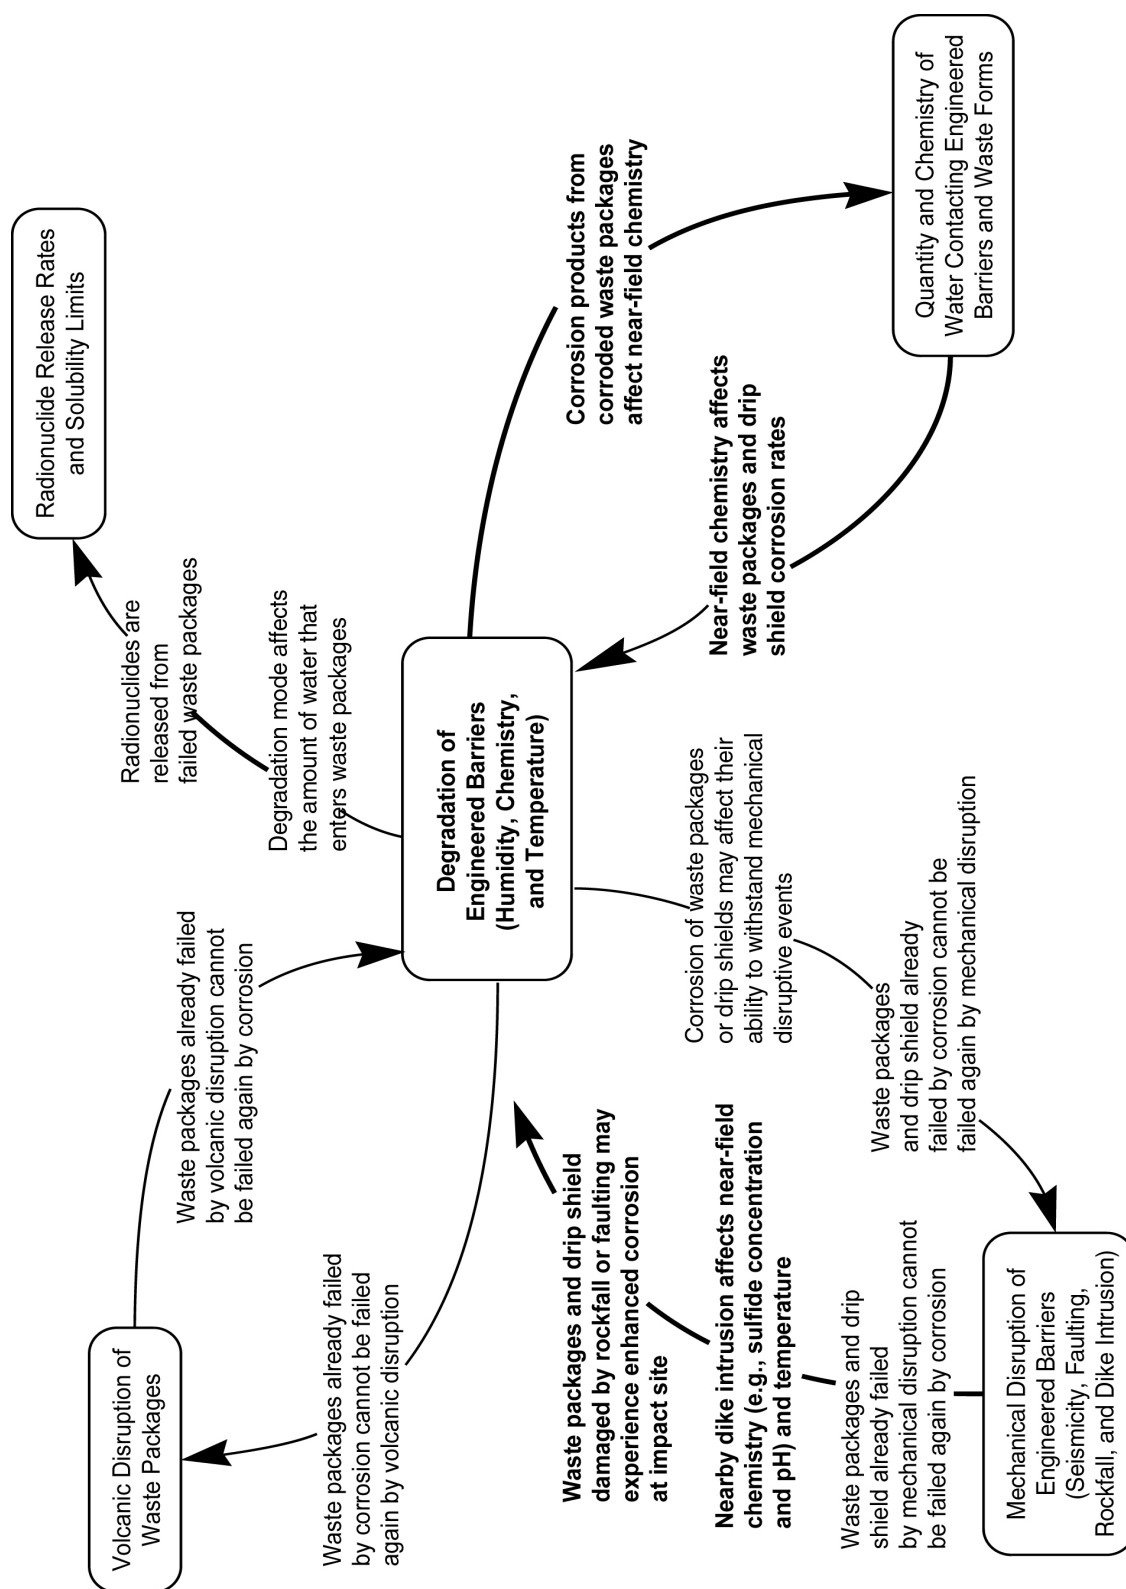 Volcanic Disruption of
Waste Packages
Waste packages already failed
by volcanic disruption cannot
be failed again by corrosion
Radionuclides are
released from
failed waste packages
Radionuclide Release Rates
and Solubility Limits
Waste packages already failed
by corrosion cannot be failed
again by volcanic disruption
Degradation mode affects
the amount of water that
enters waste packages
Degradation of
Engineered Barriers
(Humidity, Chemistry,
and Temperature)
Corrosion products from
corroded waste packages
affect near-field chemistry
Waste packages and drip shield
damaged by rockfall or faulting may
experience enhanced corrosion
at impact site
Corrosion of waste packages
or drip shields may affect their
ability to withstand mechanical
disruptive events
Near-field chemistry affects
waste packages and drip
shield corrosion rates
Nearby dike intrusion affects near-field
chemistry (e.g., sulfide concentration
and pH) and temperature
Waste packages and drip
shield already failed
by mechanical disruption cannot
be failed again by corrosion
Waste packages
and drip shield already
failed by corrosion cannot be
failed again by mechanical disruption
Quantity and Chemistry of
Water Contacting Engineered
Barriers and Waste Forms
Mechanical Disruption of
Engineered Barriers
(Seismicity, Faulting,
Rockfall, and Dike Intrusion)